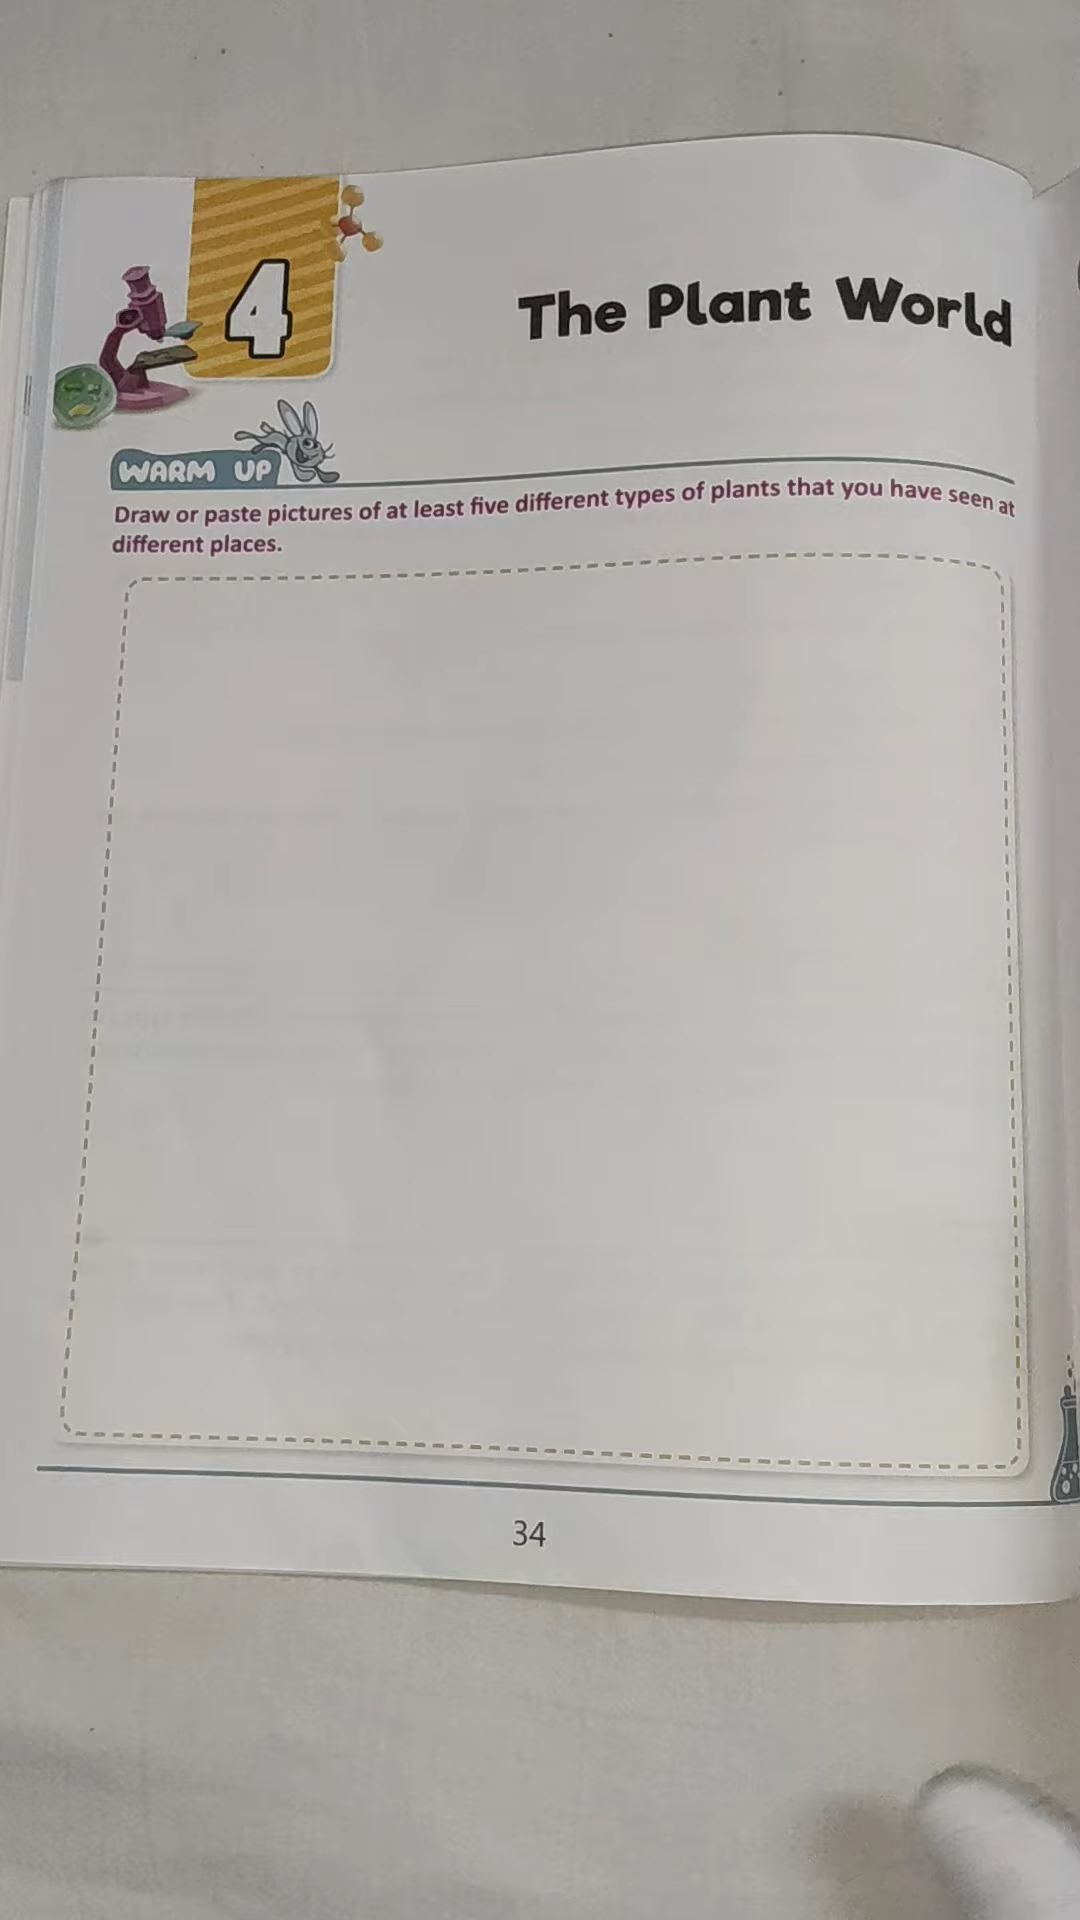 4
The Plant World
WARM UP
Draw or paste pictures of at least five different types of plants that you have seen at
different places.
34